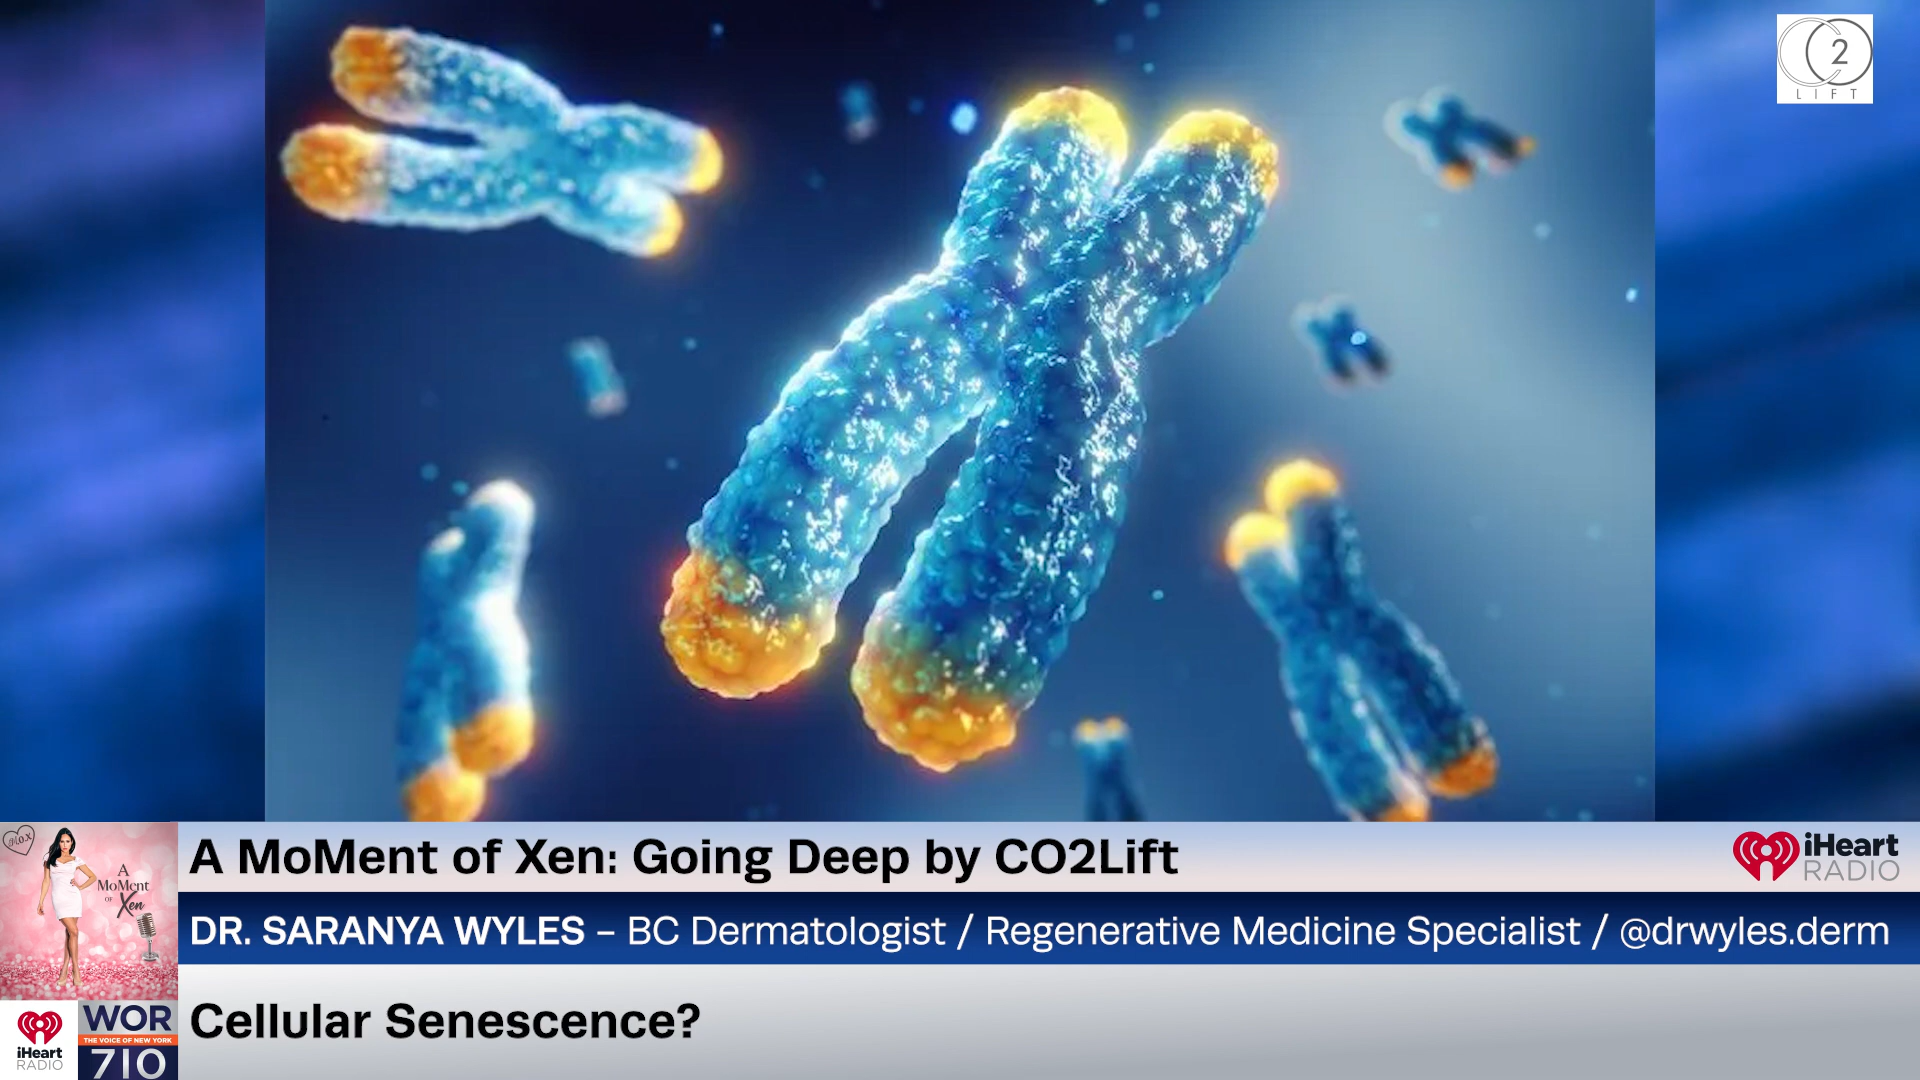 CO2
LIFT
A MoMent of Xen: Going Deep by CO2Lift
iHeart
RADIO
DR. SARANYA WYLES – BC Dermatologist / Regenerative Medicine Specialist / @drwyles.derm
M.O.X
A
MoMent
OF
Xen
Cellular Senescence?
iHeart
RADIO
WOR
THE VOICE OF NEW YORK
710